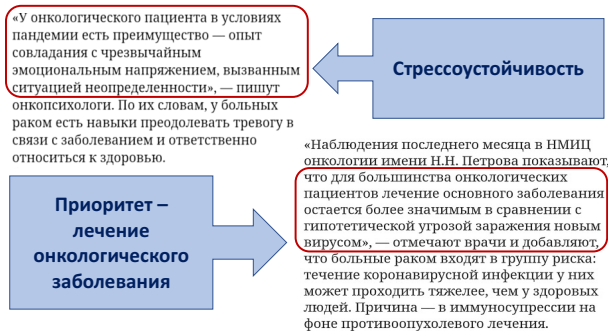 «У онкологического пациента в условиях
пандемии есть преимущество — опыт
совладания с чрезвычайным
эмоциональным напряжением, вызванным
ситуацией неопределенности», — пишут
онкопсихологи. По их словам, у больных
раком есть навыки преодолевать тревогу в
связи с заболеванием и ответственно
относиться к здоровью.
Стрессоустойчивость
Приоритет –
лечение
онкологического
заболевания
«Наблюдения последнего месяца в НМИЦ
онкологии имени Н.Н. Петрова показывают,
что для большинства онкологических
пациентов лечение основного заболевания
остается более значимым в сравнении с
гипотетической угрозой заражения новым
вирусом», — отмечают врачи и добавляют,
что больные раком входят в группу риска:
течение коронавирусной инфекции у них
может проходить тяжелее, чем у здоровых
людей. Причина — в иммуносупрессии на
фоне противоопухолевого лечения.